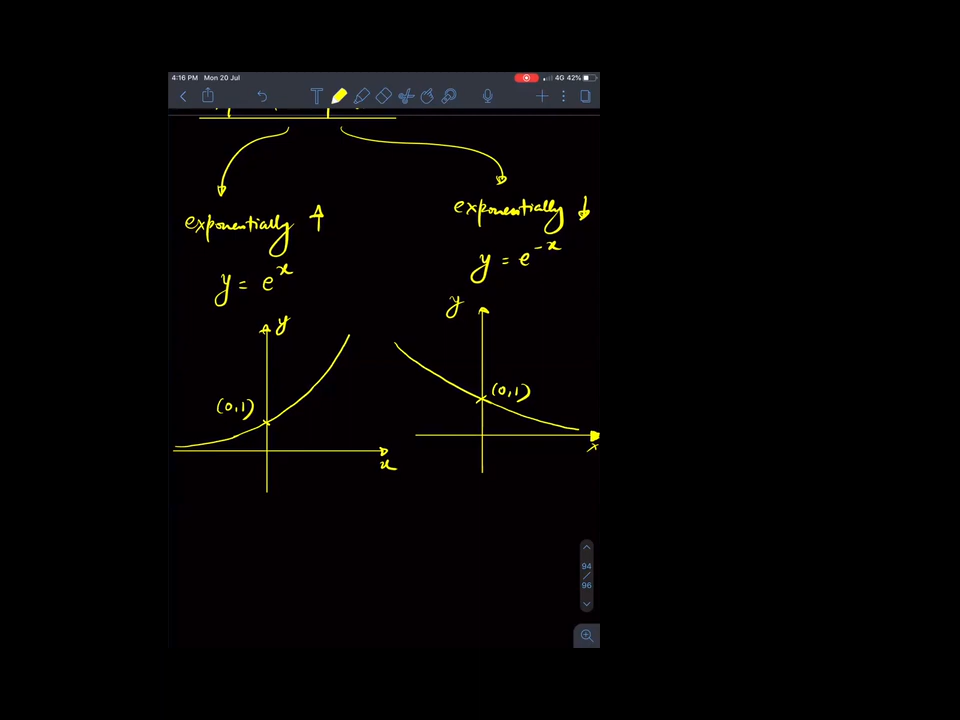 4:16 PM Mon 20 Jul 4G 42%
T
exponentially ↑
y = e^x
exponentially ↓
y = e^-x
y
(0,1)
x
y
(0,1)
x
94
/
96